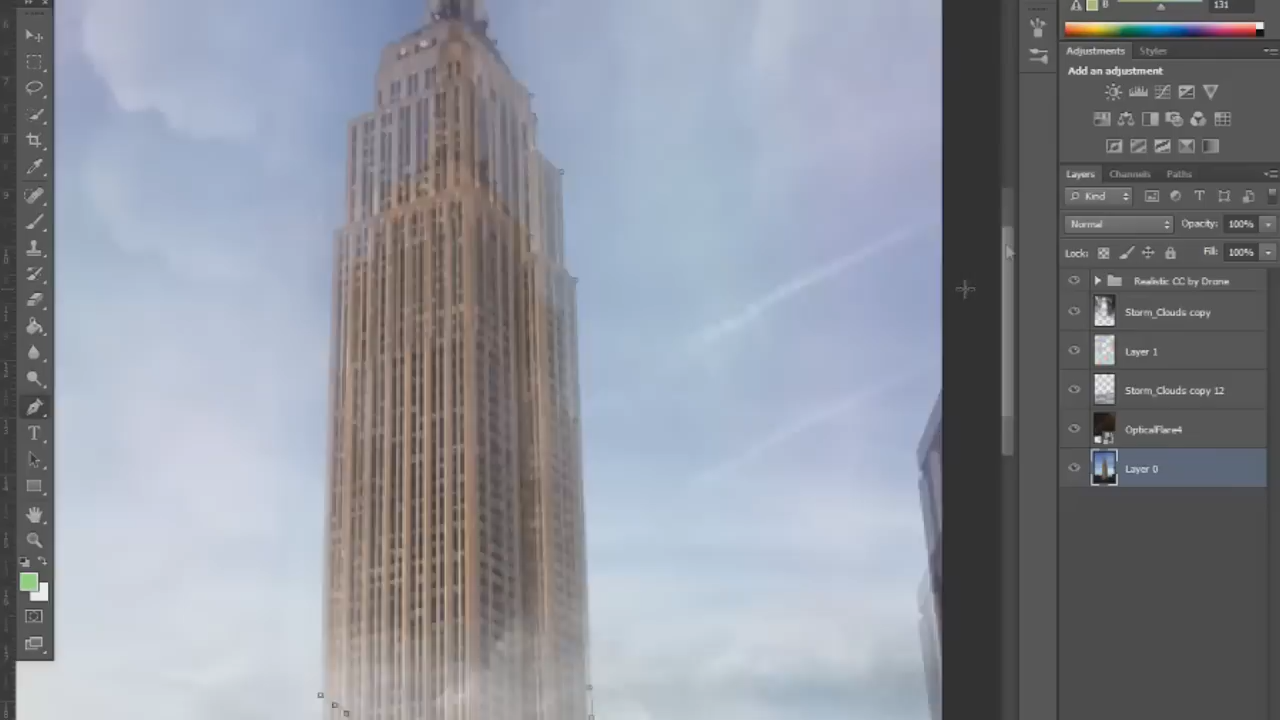 B
131
Adjustments Styles
Add an adjustment
Layers Channels Paths
Kind
Normal Opacity: 100%
Lock: Fill: 100%
Realistic CC by Drone
Storm_Clouds copy
Layer 1
Storm_Clouds copy 12
OpticalFlare4
Layer 0